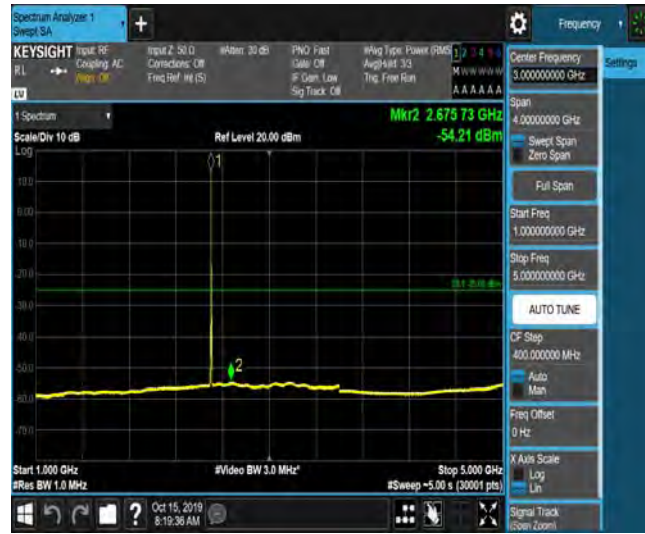 Spectrum Analyzer 1
Swept SA
+
Frequency
KEYSIGHT
Input: RF
Coupling: AC
Align: Off
Input Z: 50 Ω
Corrections: Off
Freq Ref: Int (S)
#Atten: 30 dB
PNO: Fast
Gate: Off
IF Gain: Low
Sig Track: Off
#Avg Type: Power (RMS
Avg|Hold: 3/3
Trig: Free Run
1 2 3 4 5 6
M W W W W W
A A A A A A
RL
LV
1 Spectrum
Scale/Div 10 dB
Ref Level 20.00 dBm
Mkr2 2.675 73 GHz
-54.21 dBm
Log
10.0
0.00
-10.0
-20.0
-30.0
-40.0
-50.0
-60.0
-70.0
1
2
Start 1.000 GHz
#Video BW 3.0 MHz*
Stop 5.000 GHz
#Res BW 1.0 MHz
#Sweep ~5.00 s (30001 pts)
?
Oct 15, 2019
8:19:36 AM
Center Frequency
3.000000000 GHz
Settings
Span
4.00000000 GHz
Swept Span
Zero Span
Full Span
Start Freq
1.000000000 GHz
Stop Freq
5.000000000 GHz
AUTO TUNE
CF Step
400.000000 MHz
Auto
Man
Freq Offset
0 Hz
X Axis Scale
Log
Lin
Signal Track
(Span Zoom)